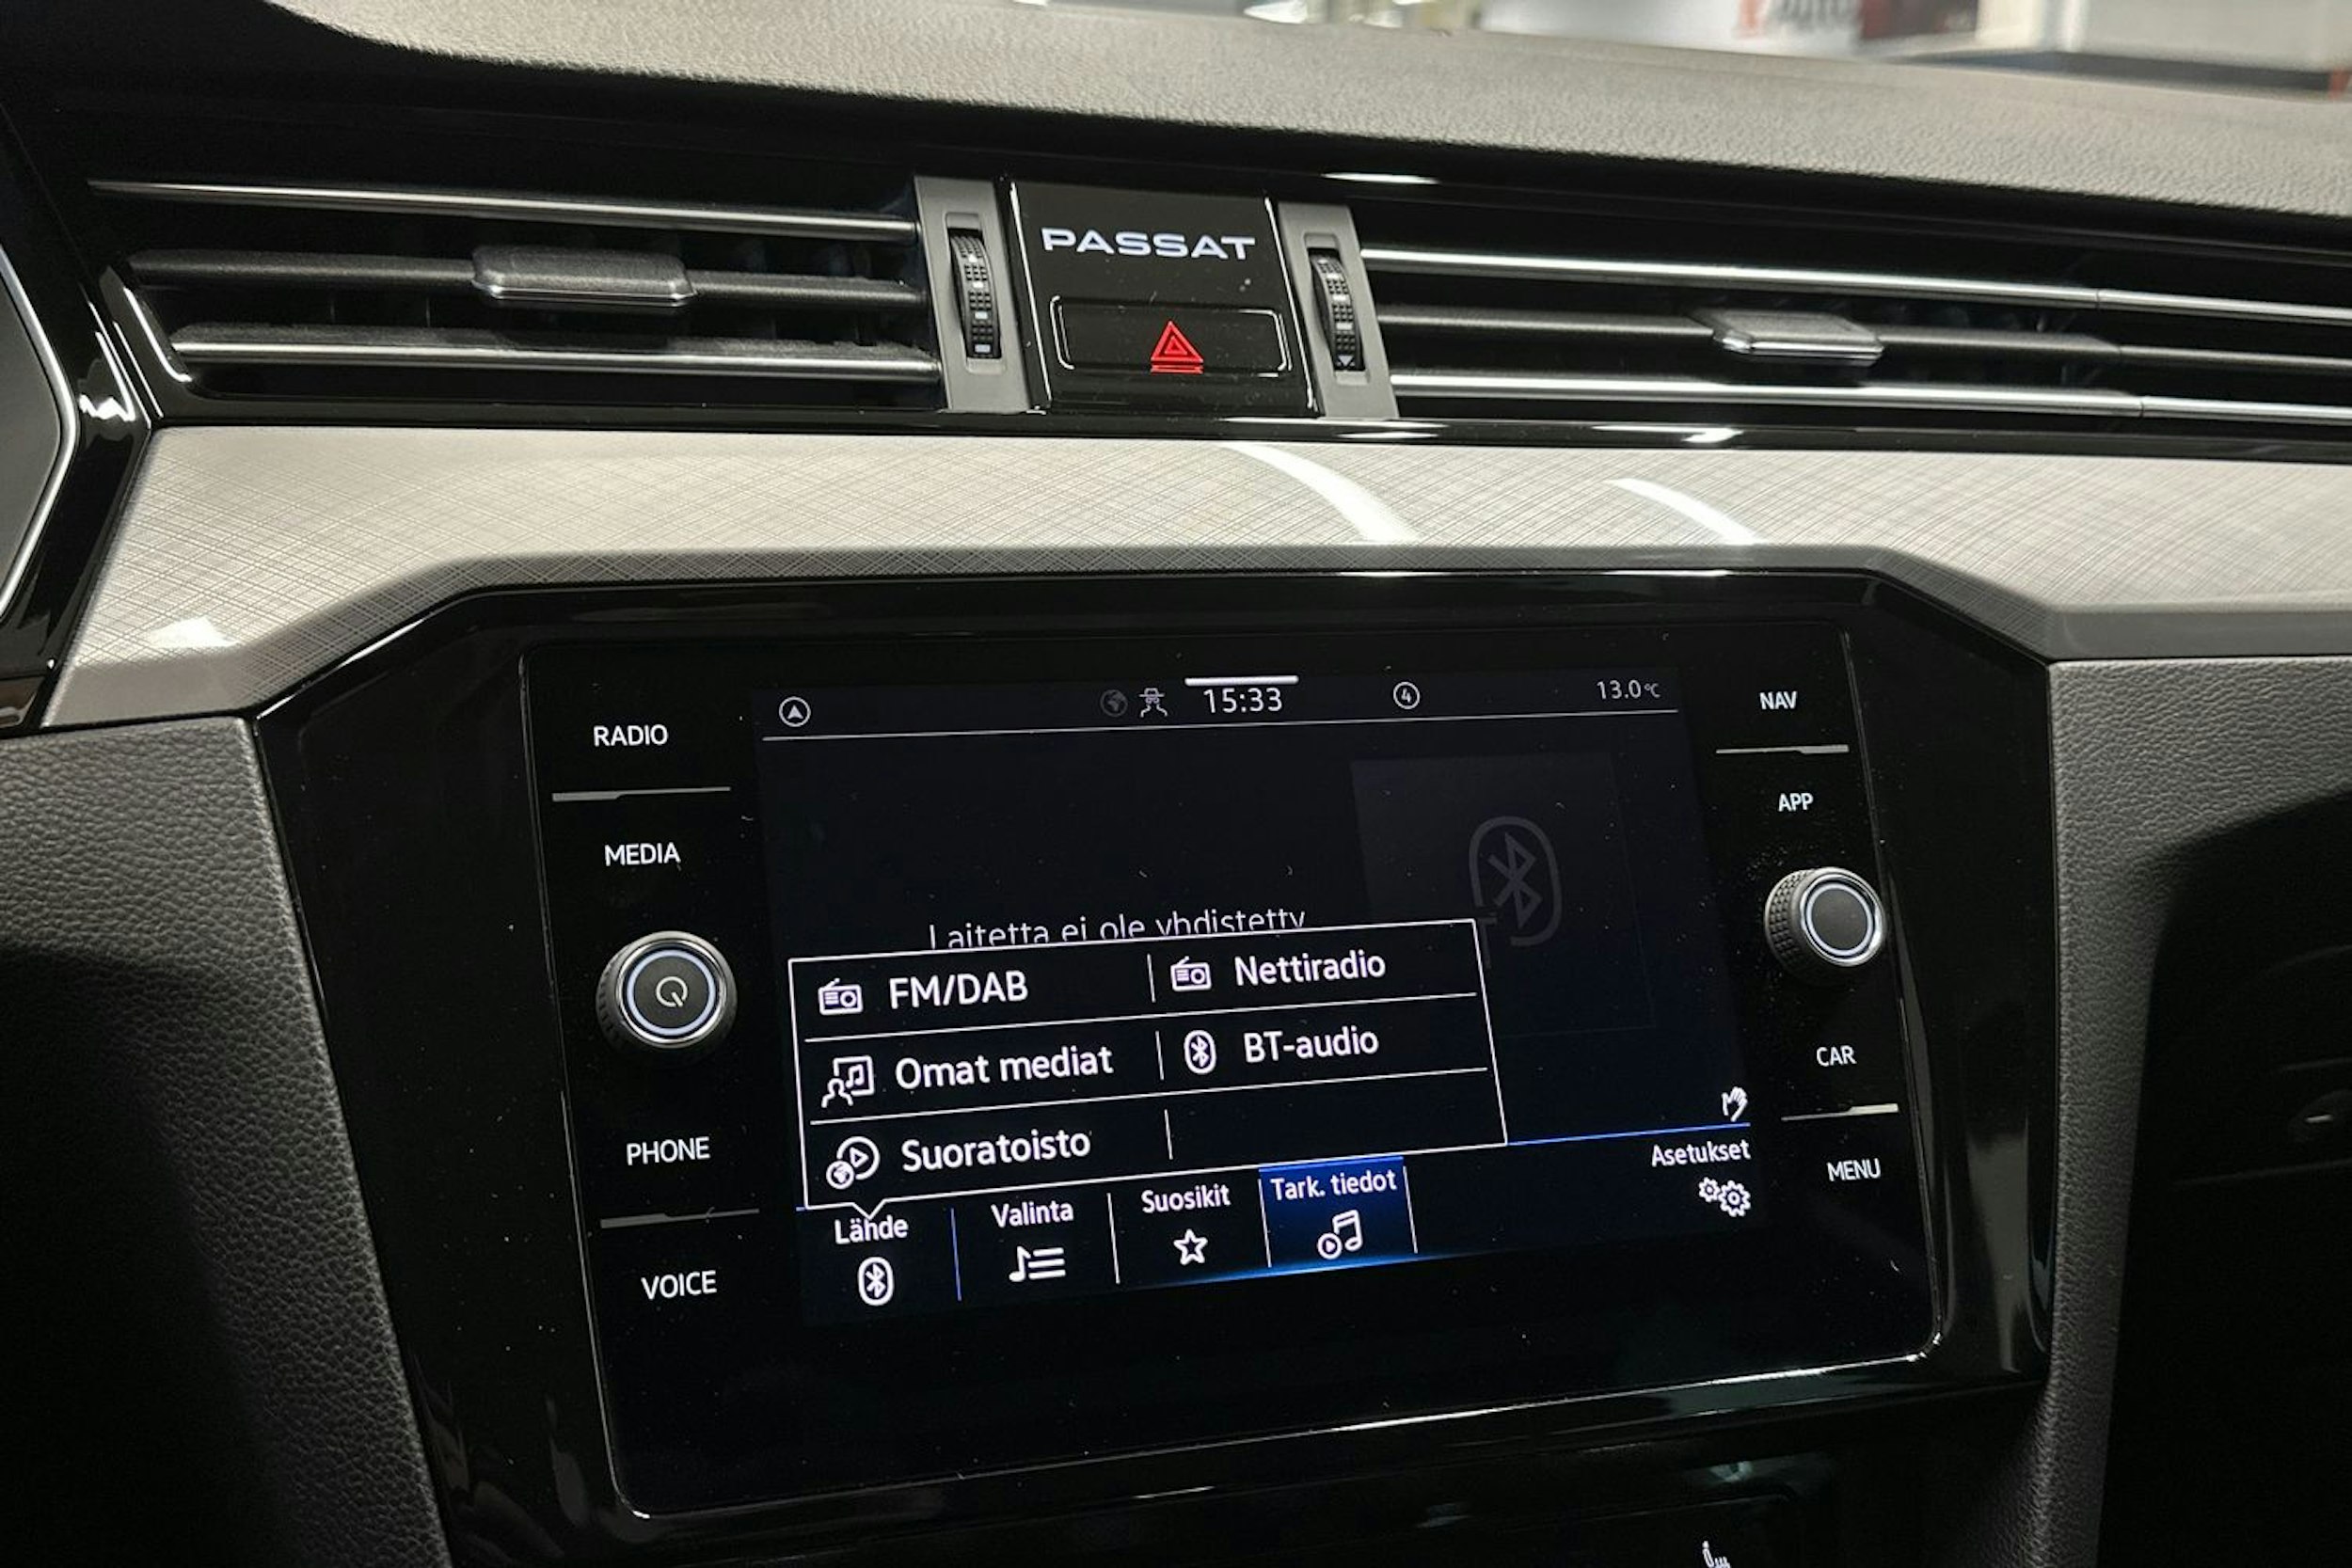 PASSAT
RADIO
MEDIA
PHONE
VOICE
15:33
4
13.0°C
Laitetta ei ole yhdistetty
FM/DAB
Nettiradio
Omat mediat
BT-audio
Suoratoisto
Lähde
Valinta
Suosikit
Tark. tiedot
Asetukset
NAV
APP
CAR
MENU